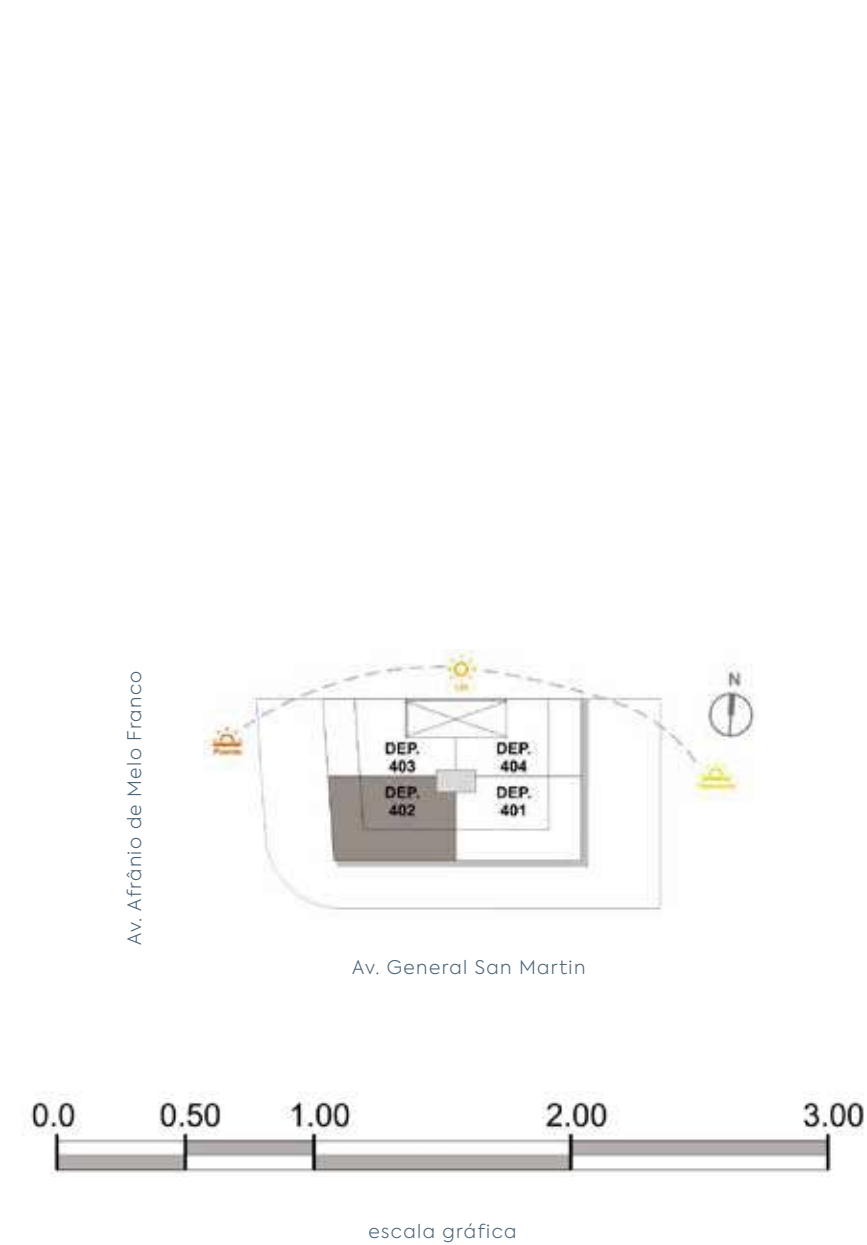 Av. Afrânio de Melo Franco
N
Poente
DEP.
403
DEP.
404
DEP.
402
DEP.
401
Av. General San Martin
0.0 0.50 1.00 2.00 3.00
escala gráfica